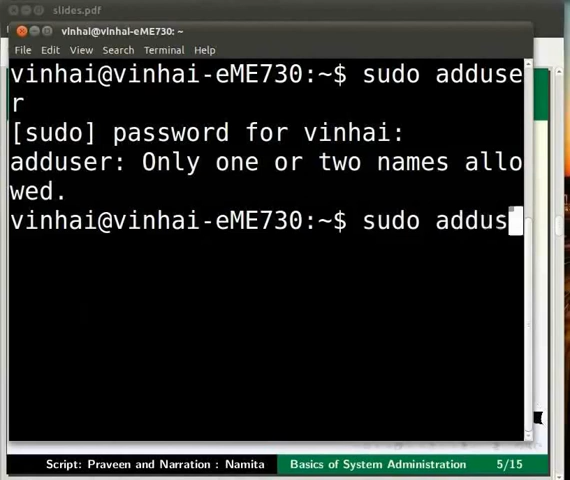 slides.pdf
vinhai@vinhai-eME730: ~
File Edit View Search Terminal Help
vinhai@vinhai-eME730:~$ sudo adduse
r
[sudo] password for vinhai:
adduser: Only one or two names allo
wed.
vinhai@vinhai-eME730:~$ sudo addus
Script: Praveen and Narration : Namita Basics of System Administration 5/15